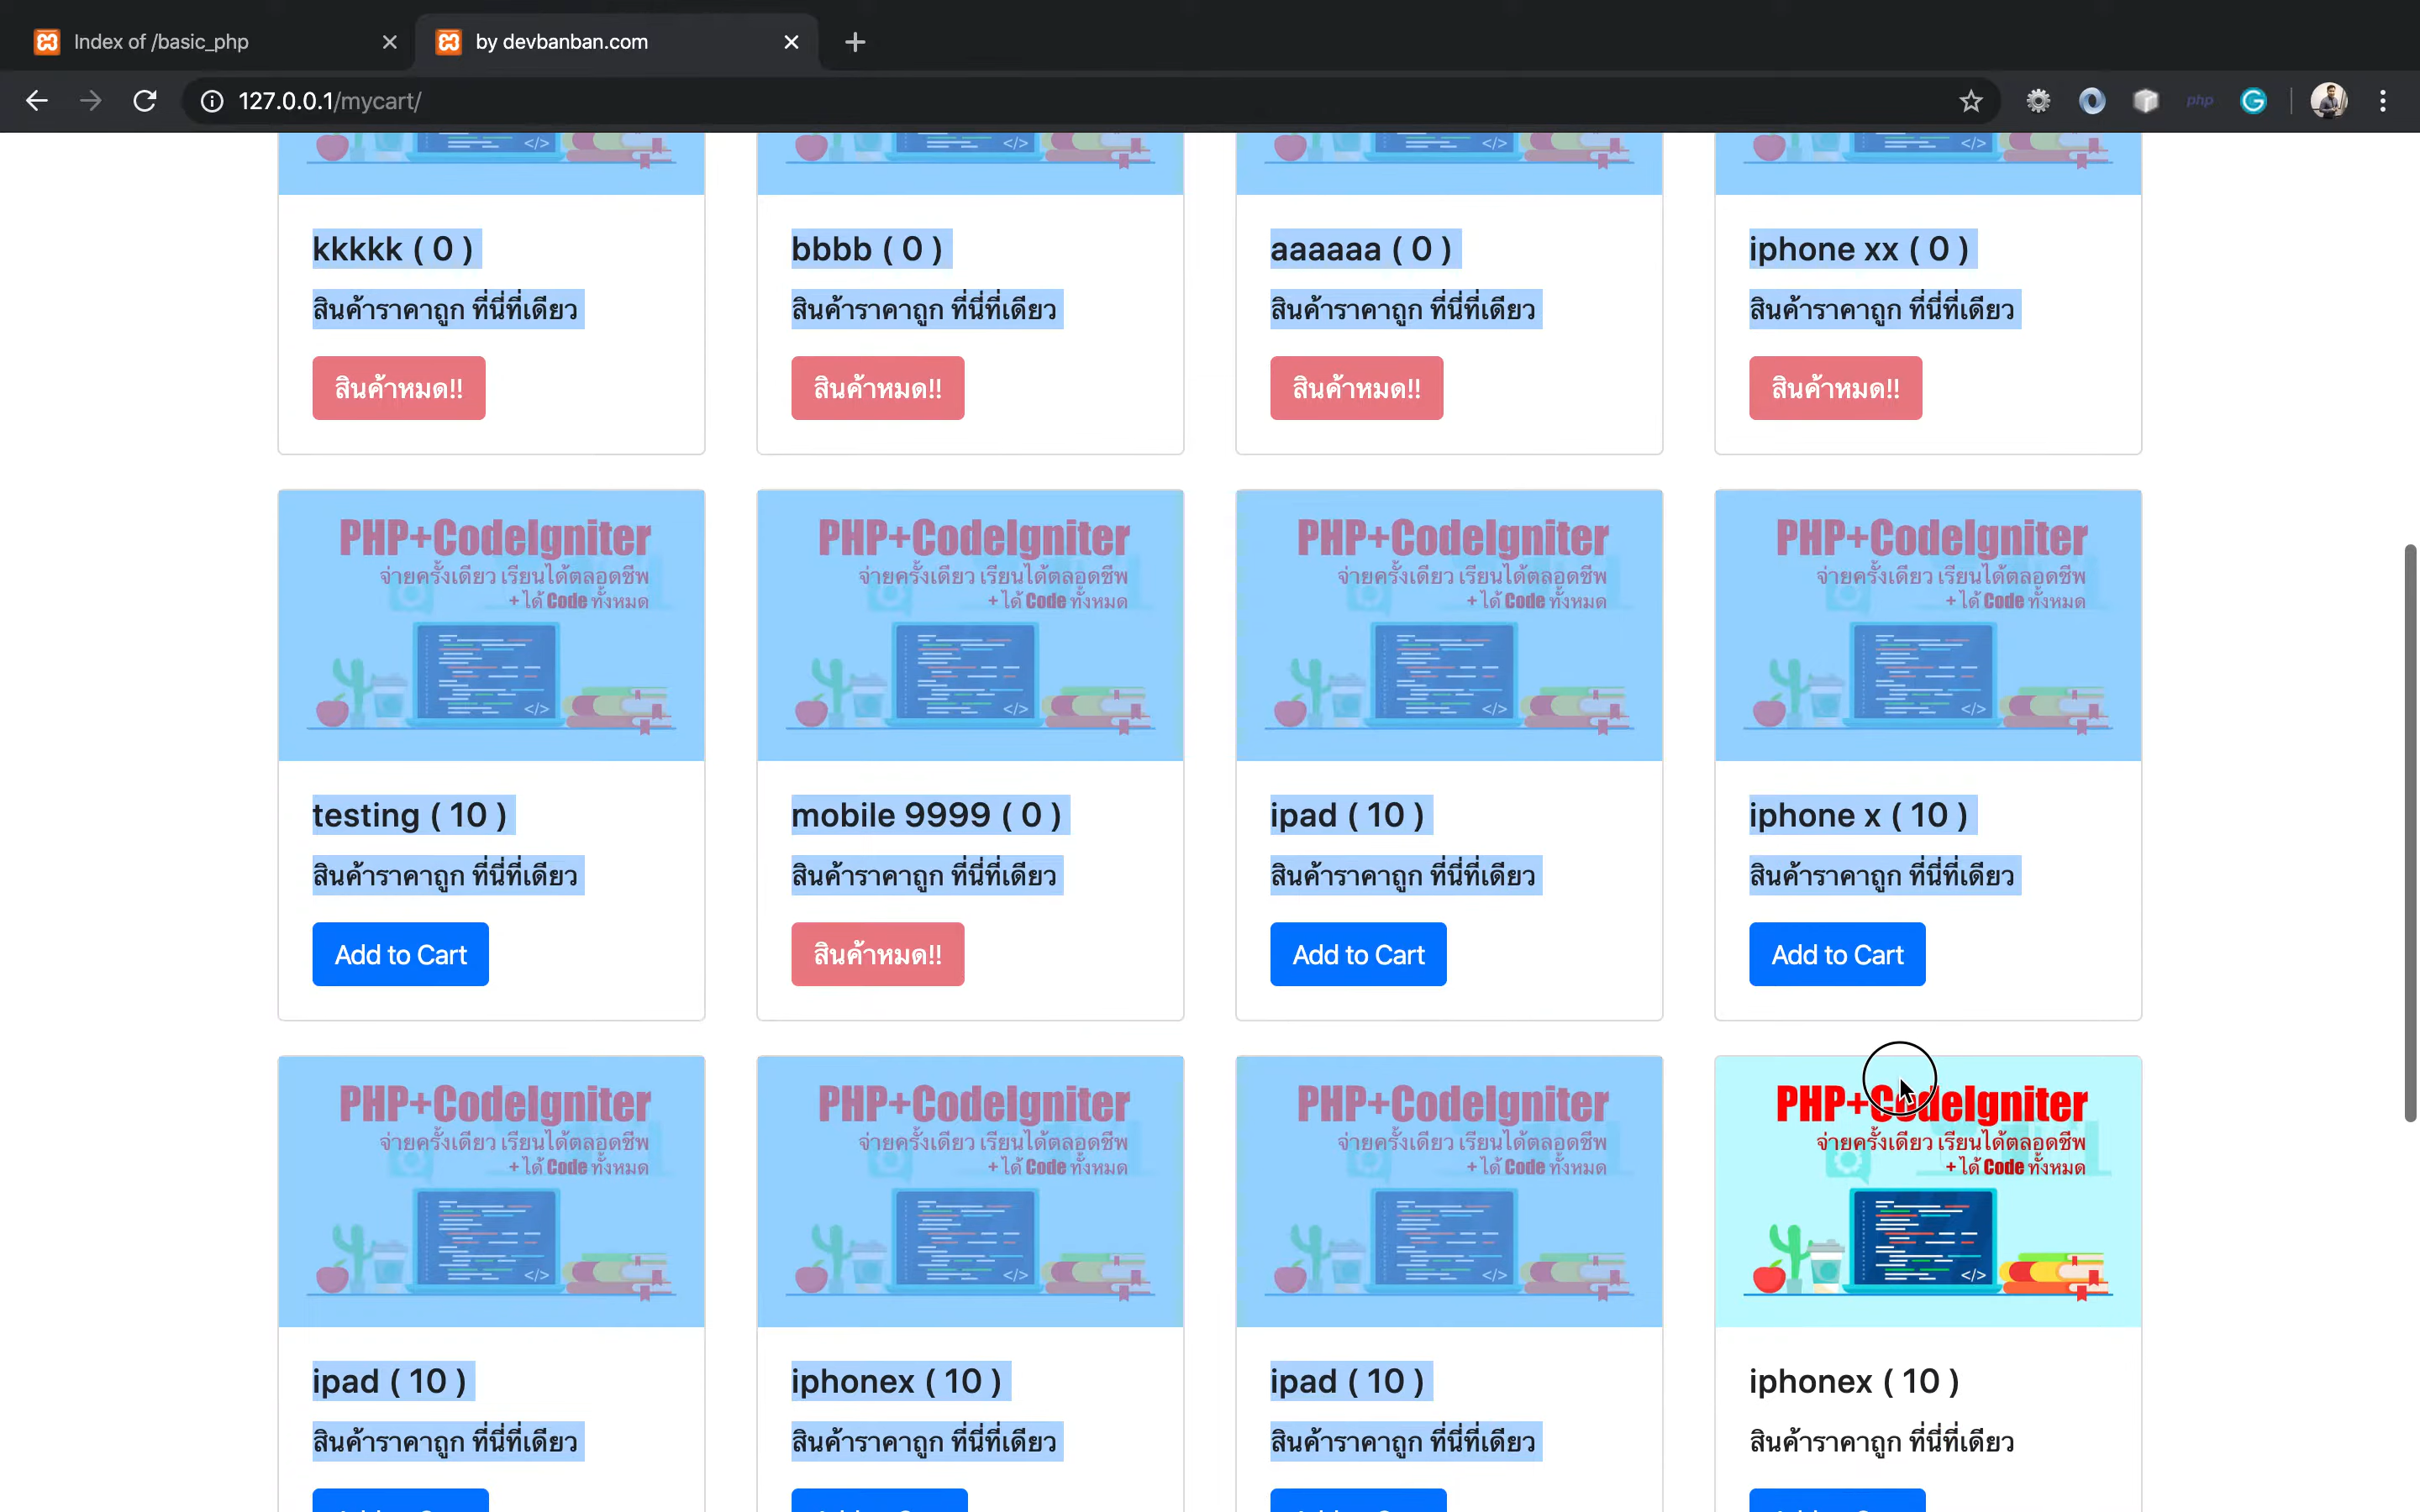 Index of /basic_php
by devbanban.com
127.0.0.1/mycart/
php
</> </> </> </>
kkkkk ( 0 ) bbbb ( 0 ) aaaaaa ( 0 ) iphone xx ( 0 )
สินค้าราคาถูก ที่นี่ที่เดียว สินค้าราคาถูก ที่นี่ที่เดียว สินค้าราคาถูก ที่นี่ที่เดียว สินค้าราคาถูก ที่นี่ที่เดียว
สินค้าหมด!! สินค้าหมด!! สินค้าหมด!! สินค้าหมด!!
PHP+CodeIgniter PHP+CodeIgniter PHP+CodeIgniter PHP+CodeIgniter
จ่ายครั้งเดียว เรียนได้ตลอดชีพ จ่ายครั้งเดียว เรียนได้ตลอดชีพ จ่ายครั้งเดียว เรียนได้ตลอดชีพ จ่ายครั้งเดียว เรียนได้ตลอดชีพ
+ ได้ Code ทั้งหมด + ได้ Code ทั้งหมด + ได้ Code ทั้งหมด + ได้ Code ทั้งหมด
</> </> </> </>
testing ( 10 ) mobile 9999 ( 0 ) ipad ( 10 ) iphone x ( 10 )
สินค้าราคาถูก ที่นี่ที่เดียว สินค้าราคาถูก ที่นี่ที่เดียว สินค้าราคาถูก ที่นี่ที่เดียว สินค้าราคาถูก ที่นี่ที่เดียว
Add to Cart สินค้าหมด!! Add to Cart Add to Cart
PHP+CodeIgniter PHP+CodeIgniter PHP+CodeIgniter PHP+CodeIgniter
จ่ายครั้งเดียว เรียนได้ตลอดชีพ จ่ายครั้งเดียว เรียนได้ตลอดชีพ จ่ายครั้งเดียว เรียนได้ตลอดชีพ จ่ายครั้งเดียว เรียนได้ตลอดชีพ
+ ได้ Code ทั้งหมด + ได้ Code ทั้งหมด + ได้ Code ทั้งหมด + ได้ Code ทั้งหมด
</> </> </> </>
ipad ( 10 ) iphonex ( 10 ) ipad ( 10 ) iphonex ( 10 )
สินค้าราคาถูก ที่นี่ที่เดียว สินค้าราคาถูก ที่นี่ที่เดียว สินค้าราคาถูก ที่นี่ที่เดียว สินค้าราคาถูก ที่นี่ที่เดียว